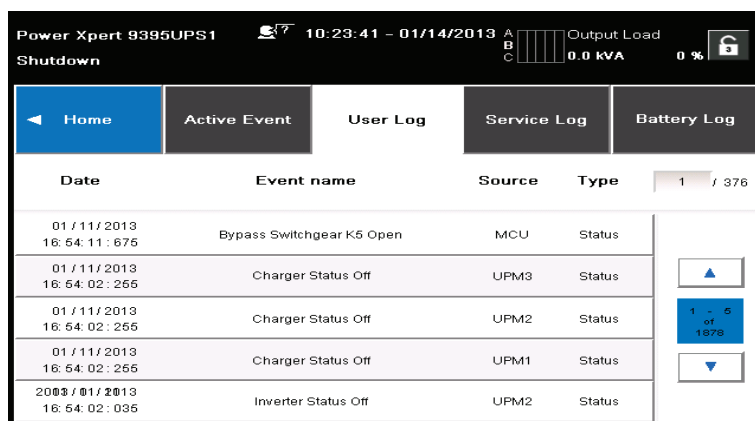 Power Xpert 9395UPS1 ? 10:23:41 - 01/14/2013 A Output Load
B
Shutdown C 0.0 kVA 0 % 3
Home Active Event User Log Service Log Battery Log
Date Event name Source Type 1 / 376
01/11/2013
16:54:11:675 Bypass Switchgear K5 Open MCU Status
01/11/2013
16:54:02:255 Charger Status Off UPM3 Status
01/11/2013
16:54:02:255 Charger Status Off UPM2 Status
1 - 5
of
1876
01/11/2013
16:54:02:255 Charger Status Off UPM1 Status
16:54:02:035 Inverter Status Off UPM2 Status